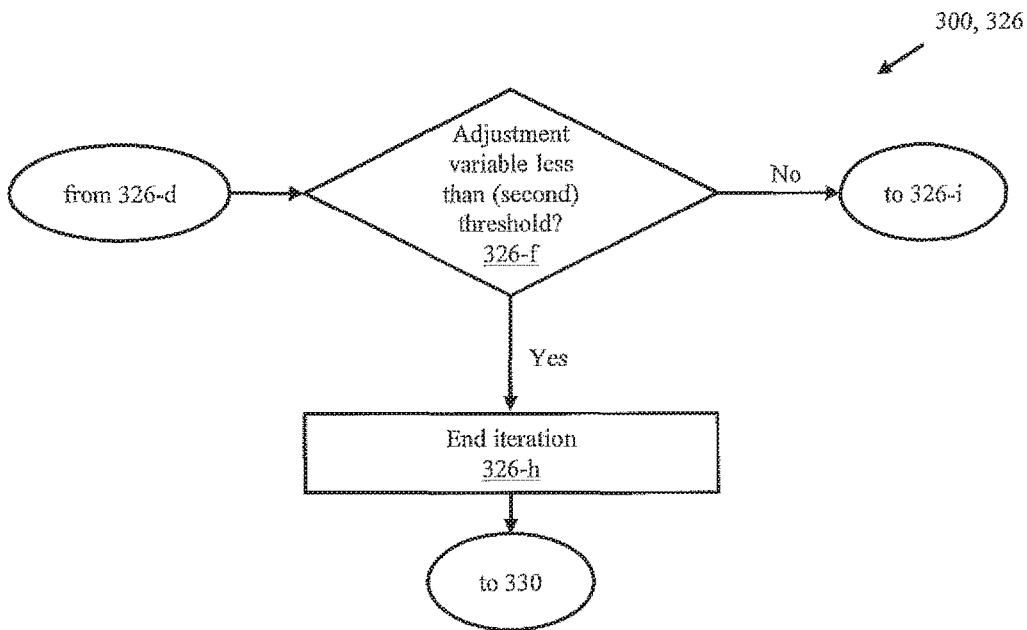 300, 326
from 326-d
Adjustment
variable less
than (second)
threshold?
326-f
No
to 326-i
Yes
End iteration
326-h
to 330